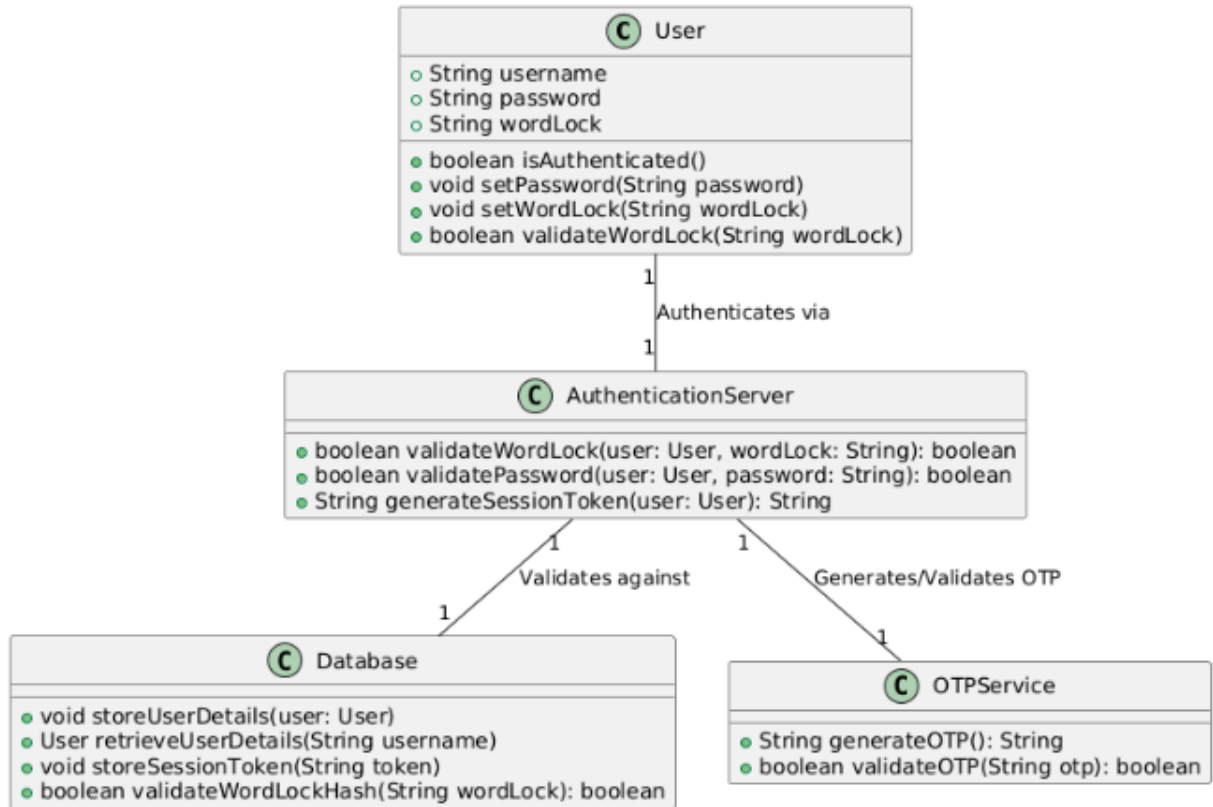 C User
String username
String password
String wordLock
boolean isAuthenticated()
void setPassword(String password)
void setWordLock(String wordLock)
boolean validateWordLock(String wordLock)
1
Authenticates via
1
C AuthenticationServer
boolean validateWordLock(user: User, wordLock: String): boolean
boolean validatePassword(user: User, password: String): boolean
String generateSessionToken(user: User): String
1
1
Validates against
Generates/Validates OTP
1
1
C Database
void storeUserDetails(user: User)
User retrieveUserDetails(String username)
void storeSessionToken(String token)
boolean validateWordLockHash(String wordLock): boolean
C OTPService
String generateOTP(): String
boolean validateOTP(String otp): boolean